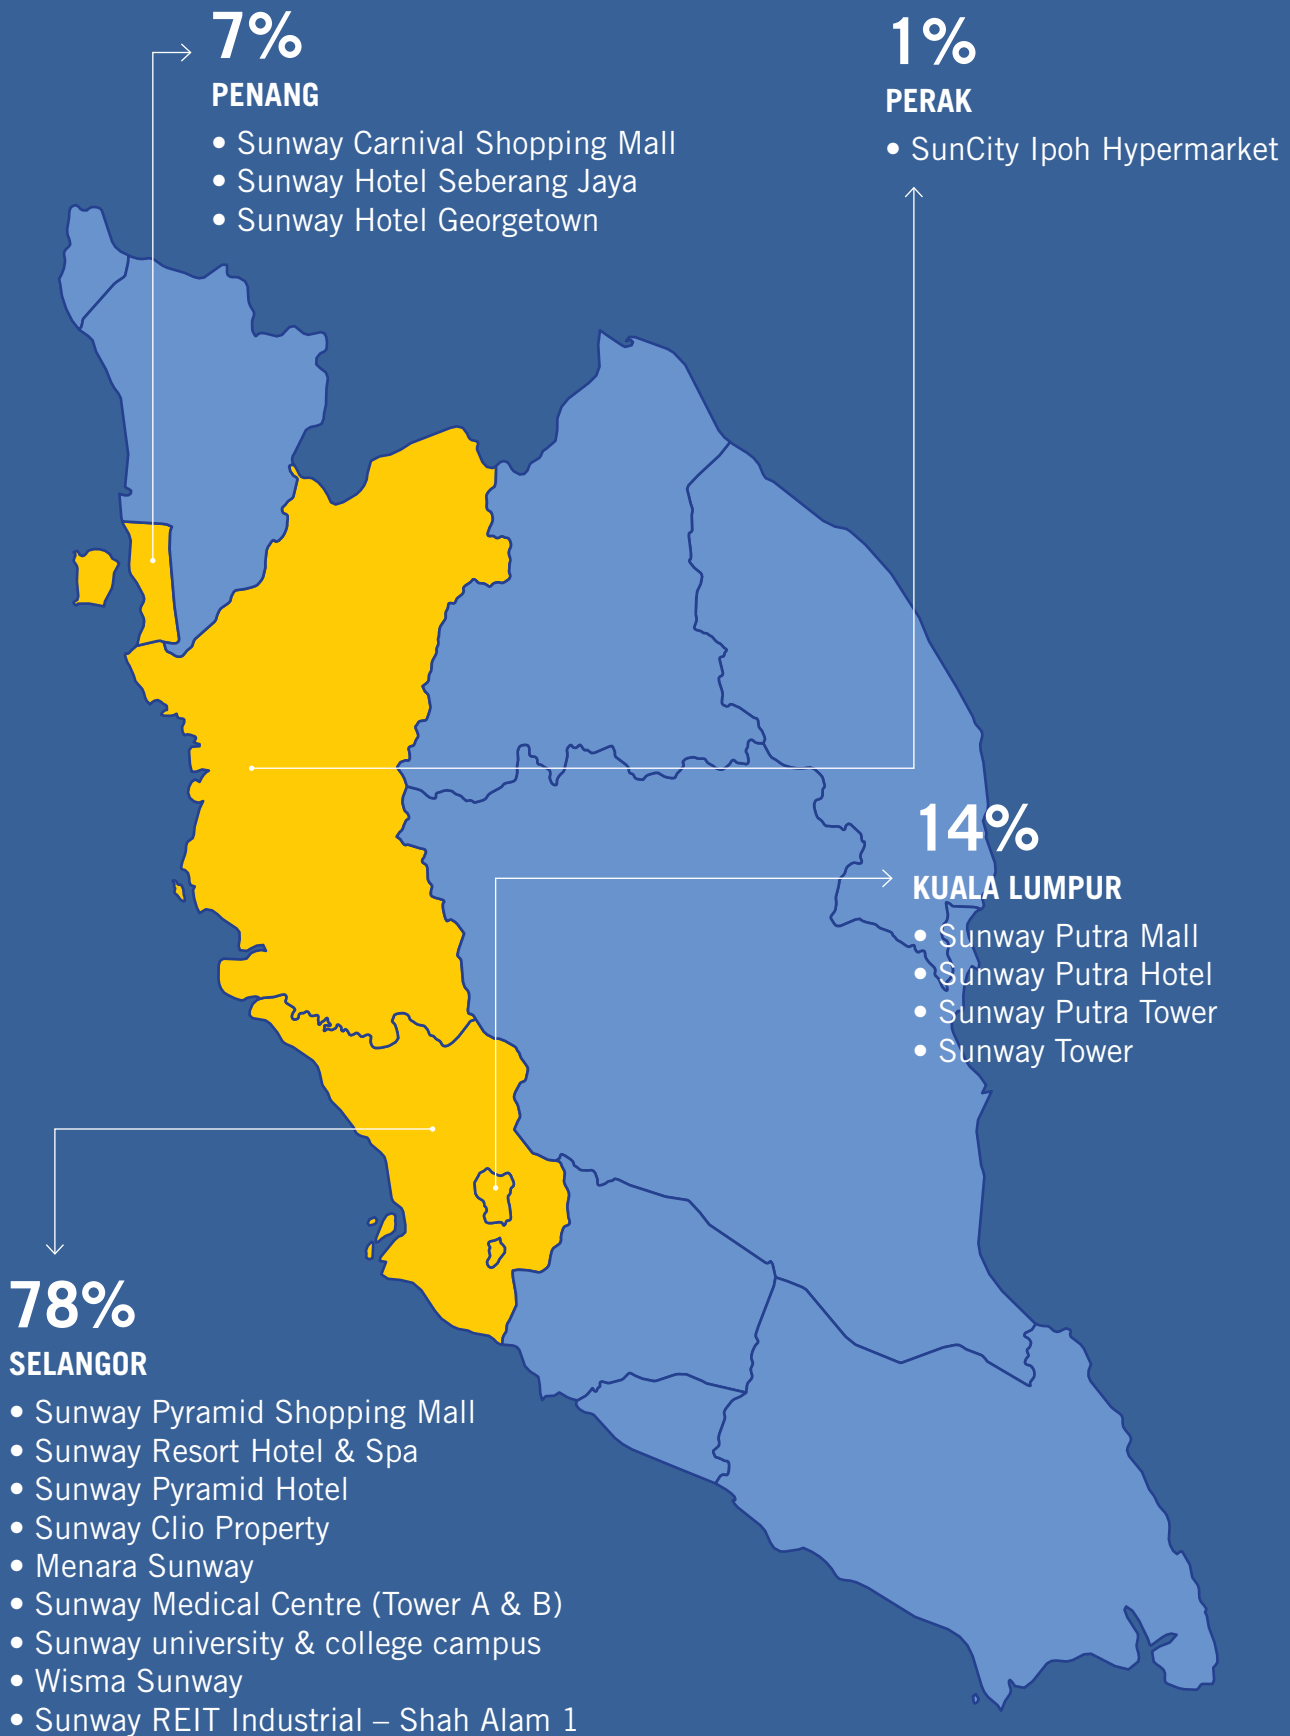 7%
PENANG
• Sunway Carnival Shopping Mall
• Sunway Hotel Seberang Jaya
• Sunway Hotel Georgetown
1%
PERAK
• SunCity Ipoh Hypermarket
14%
KUALA LUMPUR
• Sunway Putra Mall
• Sunway Putra Hotel
• Sunway Putra Tower
• Sunway Tower
78%
SELANGOR
• Sunway Pyramid Shopping Mall
• Sunway Resort Hotel & Spa
• Sunway Pyramid Hotel
• Sunway Clio Property
• Menara Sunway
• Sunway Medical Centre (Tower A & B)
• Sunway university & college campus
• Wisma Sunway
• Sunway REIT Industrial – Shah Alam 1